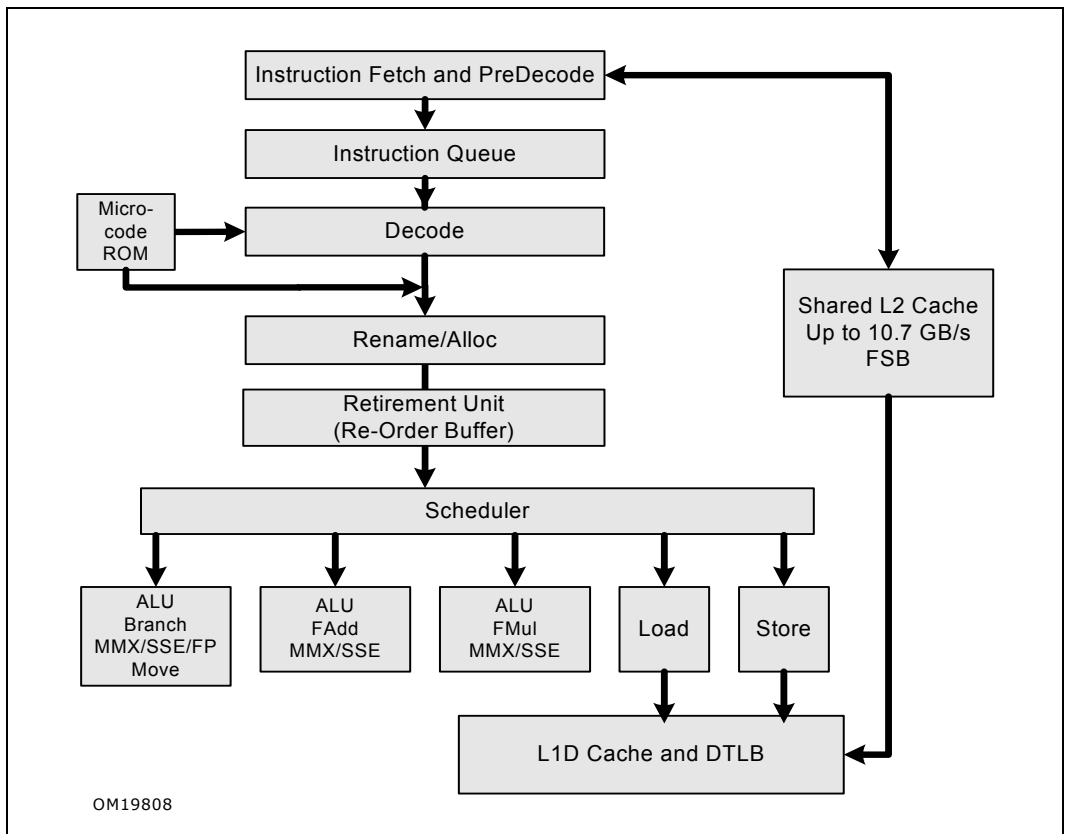 Instruction Fetch and PreDecode
Instruction Queue
Micro-
code
ROM
Decode
Shared L2 Cache
Up to 10.7 GB/s
FSB
Rename/Alloc
Retirement Unit
(Re-Order Buffer)
Scheduler
ALU
Branch
MMX/SSE/FP
Move
ALU
FAdd
MMX/SSE
ALU
FMul
MMX/SSE
Load
Store
L1D Cache and DTLB
OM19808